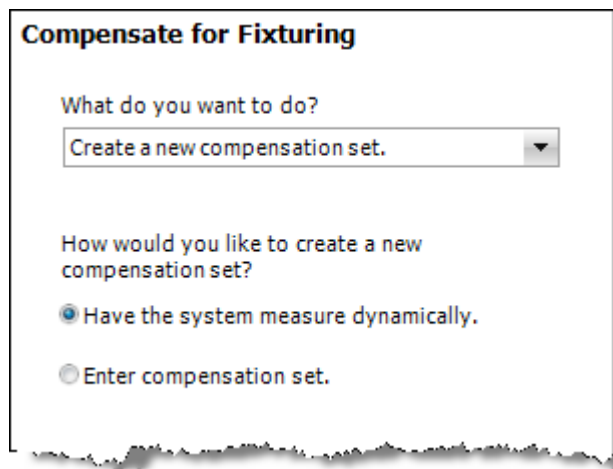 Compensate for Fixturing
What do you want to do?
Create a new compensation set.
How would you like to create a new
compensation set?
Have the system measure dynamically.
Enter compensation set.